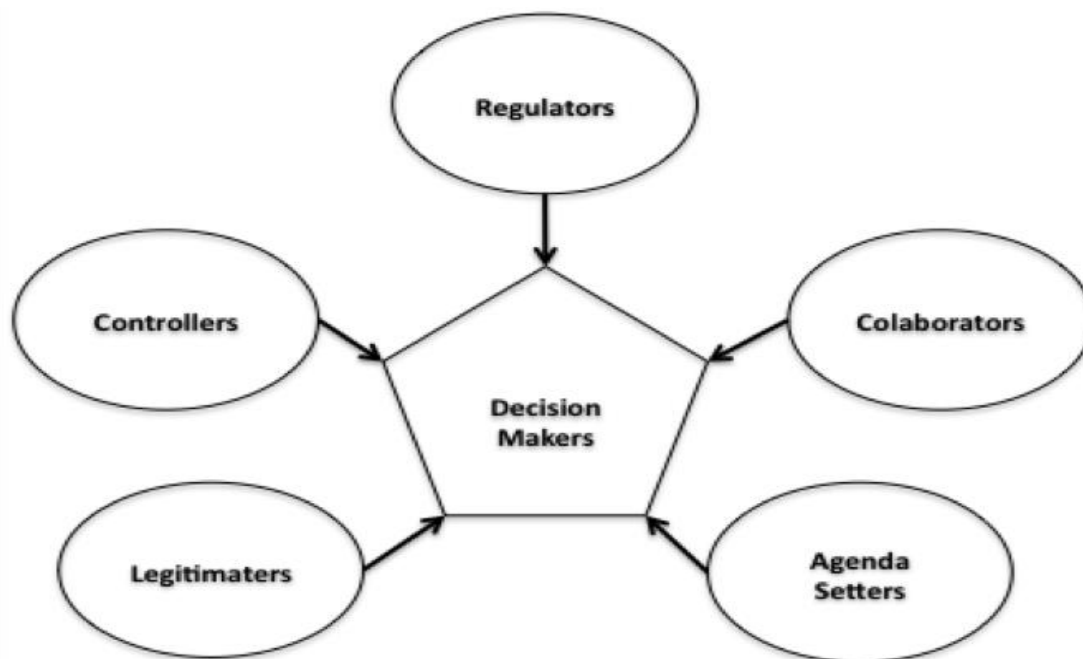 Regulators
Controllers
Colaborators
Decision
Makers
Legitimaters
Agenda
Setters